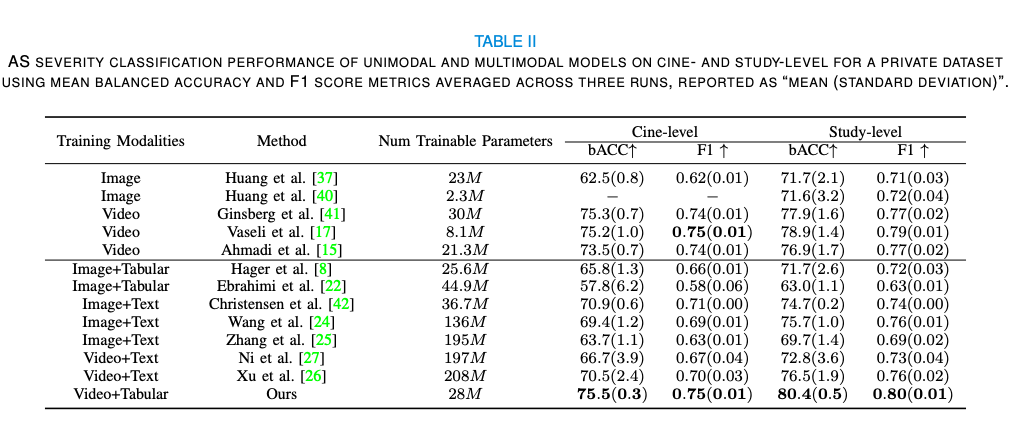 TABLE II
AS SEVERITY CLASSIFICATION PERFORMANCE OF UNIMODAL AND MULTIMODAL MODELS ON CINE- AND STUDY-LEVEL FOR A PRIVATE DATASET
USING MEAN BALANCED ACCURACY AND F1 SCORE METRICS AVERAGED ACROSS THREE RUNS, REPORTED AS “MEAN (STANDARD DEVIATION)”.
Training Modalities Method Num Trainable Parameters Cine-level Study-level
bACC↑ F1 ↑ bACC↑ F1 ↑
Image Huang et al. [37] 23M 62.5(0.8) 0.62(0.01) 71.7(2.1) 0.71(0.03)
Image Huang et al. [40] 2.3M – – 71.6(3.2) 0.72(0.04)
Video Ginsberg et al. [41] 30M 75.3(0.7) 0.74(0.01) 77.9(1.6) 0.77(0.02)
Video Vaseli et al. [17] 8.1M 75.2(1.0) 0.75(0.01) 78.9(1.4) 0.79(0.01)
Video Ahmadi et al. [15] 21.3M 73.5(0.7) 0.74(0.01) 76.9(1.7) 0.77(0.02)
Image+Tabular Hager et al. [8] 25.6M 65.8(1.3) 0.66(0.01) 71.7(2.6) 0.72(0.03)
Image+Tabular Ebrahimi et al. [22] 44.9M 57.8(6.2) 0.58(0.06) 63.0(1.1) 0.63(0.01)
Image+Text Christensen et al. [42] 36.7M 70.9(0.6) 0.71(0.00) 74.7(0.2) 0.74(0.00)
Image+Text Wang et al. [24] 136M 69.4(1.2) 0.69(0.01) 75.7(1.0) 0.76(0.01)
Image+Text Zhang et al. [25] 195M 63.7(1.1) 0.63(0.01) 69.7(1.4) 0.69(0.02)
Video+Text Ni et al. [27] 197M 66.7(3.9) 0.67(0.04) 72.8(3.6) 0.73(0.04)
Video+Text Xu et al. [26] 208M 70.5(2.4) 0.70(0.03) 76.5(1.9) 0.76(0.02)
Video+Tabular Ours 28M 75.5(0.3) 0.75(0.01) 80.4(0.5) 0.80(0.01)